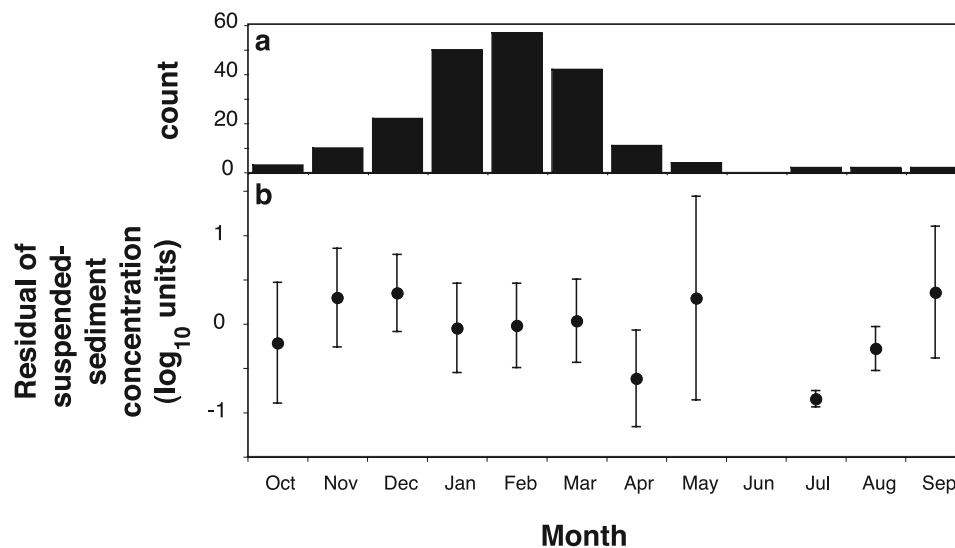 60
a
40
20
0
count
b
1
0
-1
Residual of
suspended-
sediment
concentration
(log10 units)
Oct Nov Dec Jan Feb Mar Apr May Jun Jul Aug Sep
Month